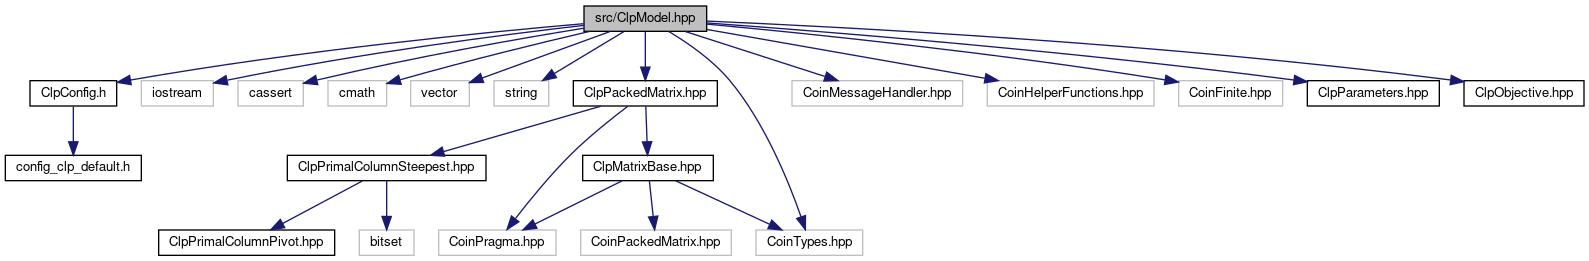 src/ClpModel.hpp
ClpConfig.h
iostream
cassert
cmath
vector
string
ClpPackedMatrix.hpp
CoinMessageHandler.hpp
CoinHelperFunctions.hpp
CoinFinite.hpp
ClpParameters.hpp
ClpObjective.hpp
config_clp_default.h
ClpPrimalColumnSteepest.hpp
ClpMatrixBase.hpp
ClpPrimalColumnPivot.hpp
bitset
CoinPragma.hpp
CoinPackedMatrix.hpp
CoinTypes.hpp